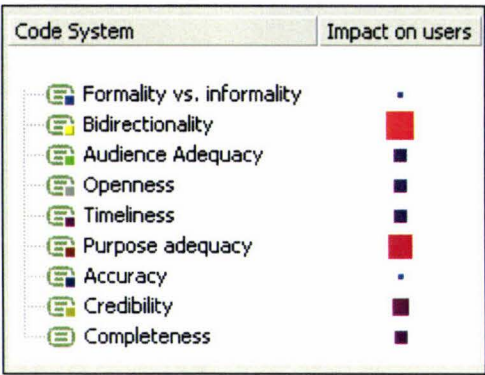 Code System Impact on users
Formality vs. informality
Bidirectionality
Audience Adequacy
Openness
Timeliness
Purpose adequacy
Accuracy
Credibility
Completeness